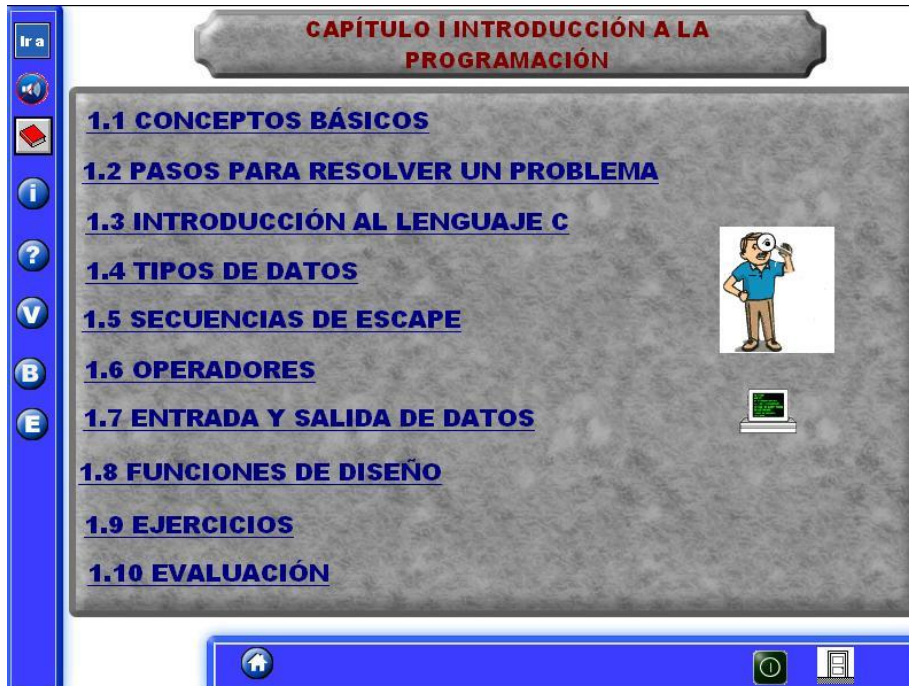 Ir a
CAPÍTULO I INTRODUCCIÓN A LA
PROGRAMACIÓN
1.1 CONCEPTOS BÁSICOS
1.2 PASOS PARA RESOLVER UN PROBLEMA
1.3 INTRODUCCIÓN AL LENGUAJE C
1.4 TIPOS DE DATOS
1.5 SECUENCIAS DE ESCAPE
1.6 OPERADORES
1.7 ENTRADA Y SALIDA DE DATOS
1.8 FUNCIONES DE DISEÑO
1.9 EJERCICIOS
1.10 EVALUACIÓN
i
?
V
B
E